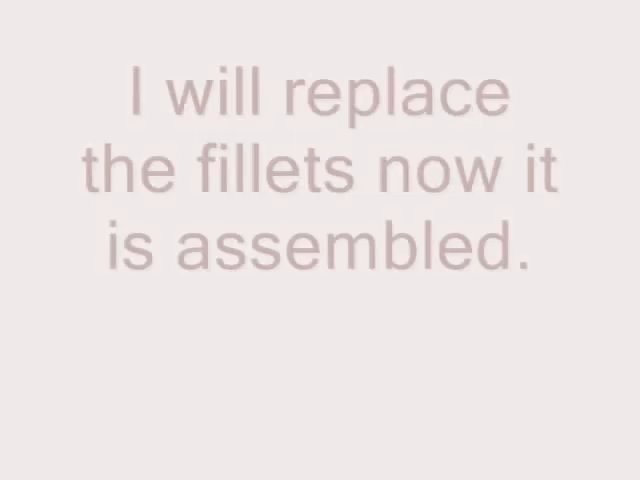 I will replace
the fillets now it
is assembled.